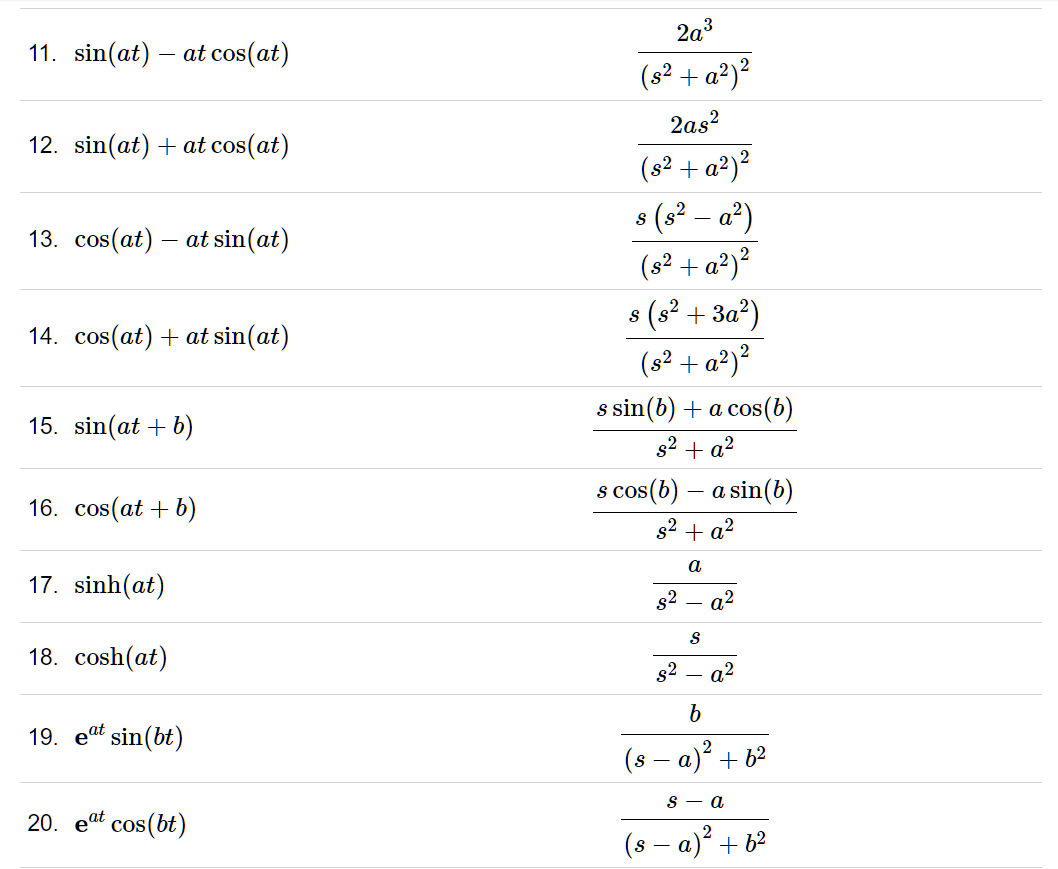 11. sin(at) − at cos(at) 2a³ / (s² + a²)²
12. sin(at) + at cos(at) 2as² / (s² + a²)²
13. cos(at) − at sin(at) s (s² − a²) / (s² + a²)²
14. cos(at) + at sin(at) s (s² + 3a²) / (s² + a²)²
15. sin(at + b) s sin(b) + a cos(b) / s² + a²
16. cos(at + b) s cos(b) − a sin(b) / s² + a²
17. sinh(at) a / s² − a²
18. cosh(at) s / s² − a²
19. eᵃᵗ sin(bt) b / (s − a)² + b²
20. eᵃᵗ cos(bt) s − a / (s − a)² + b²